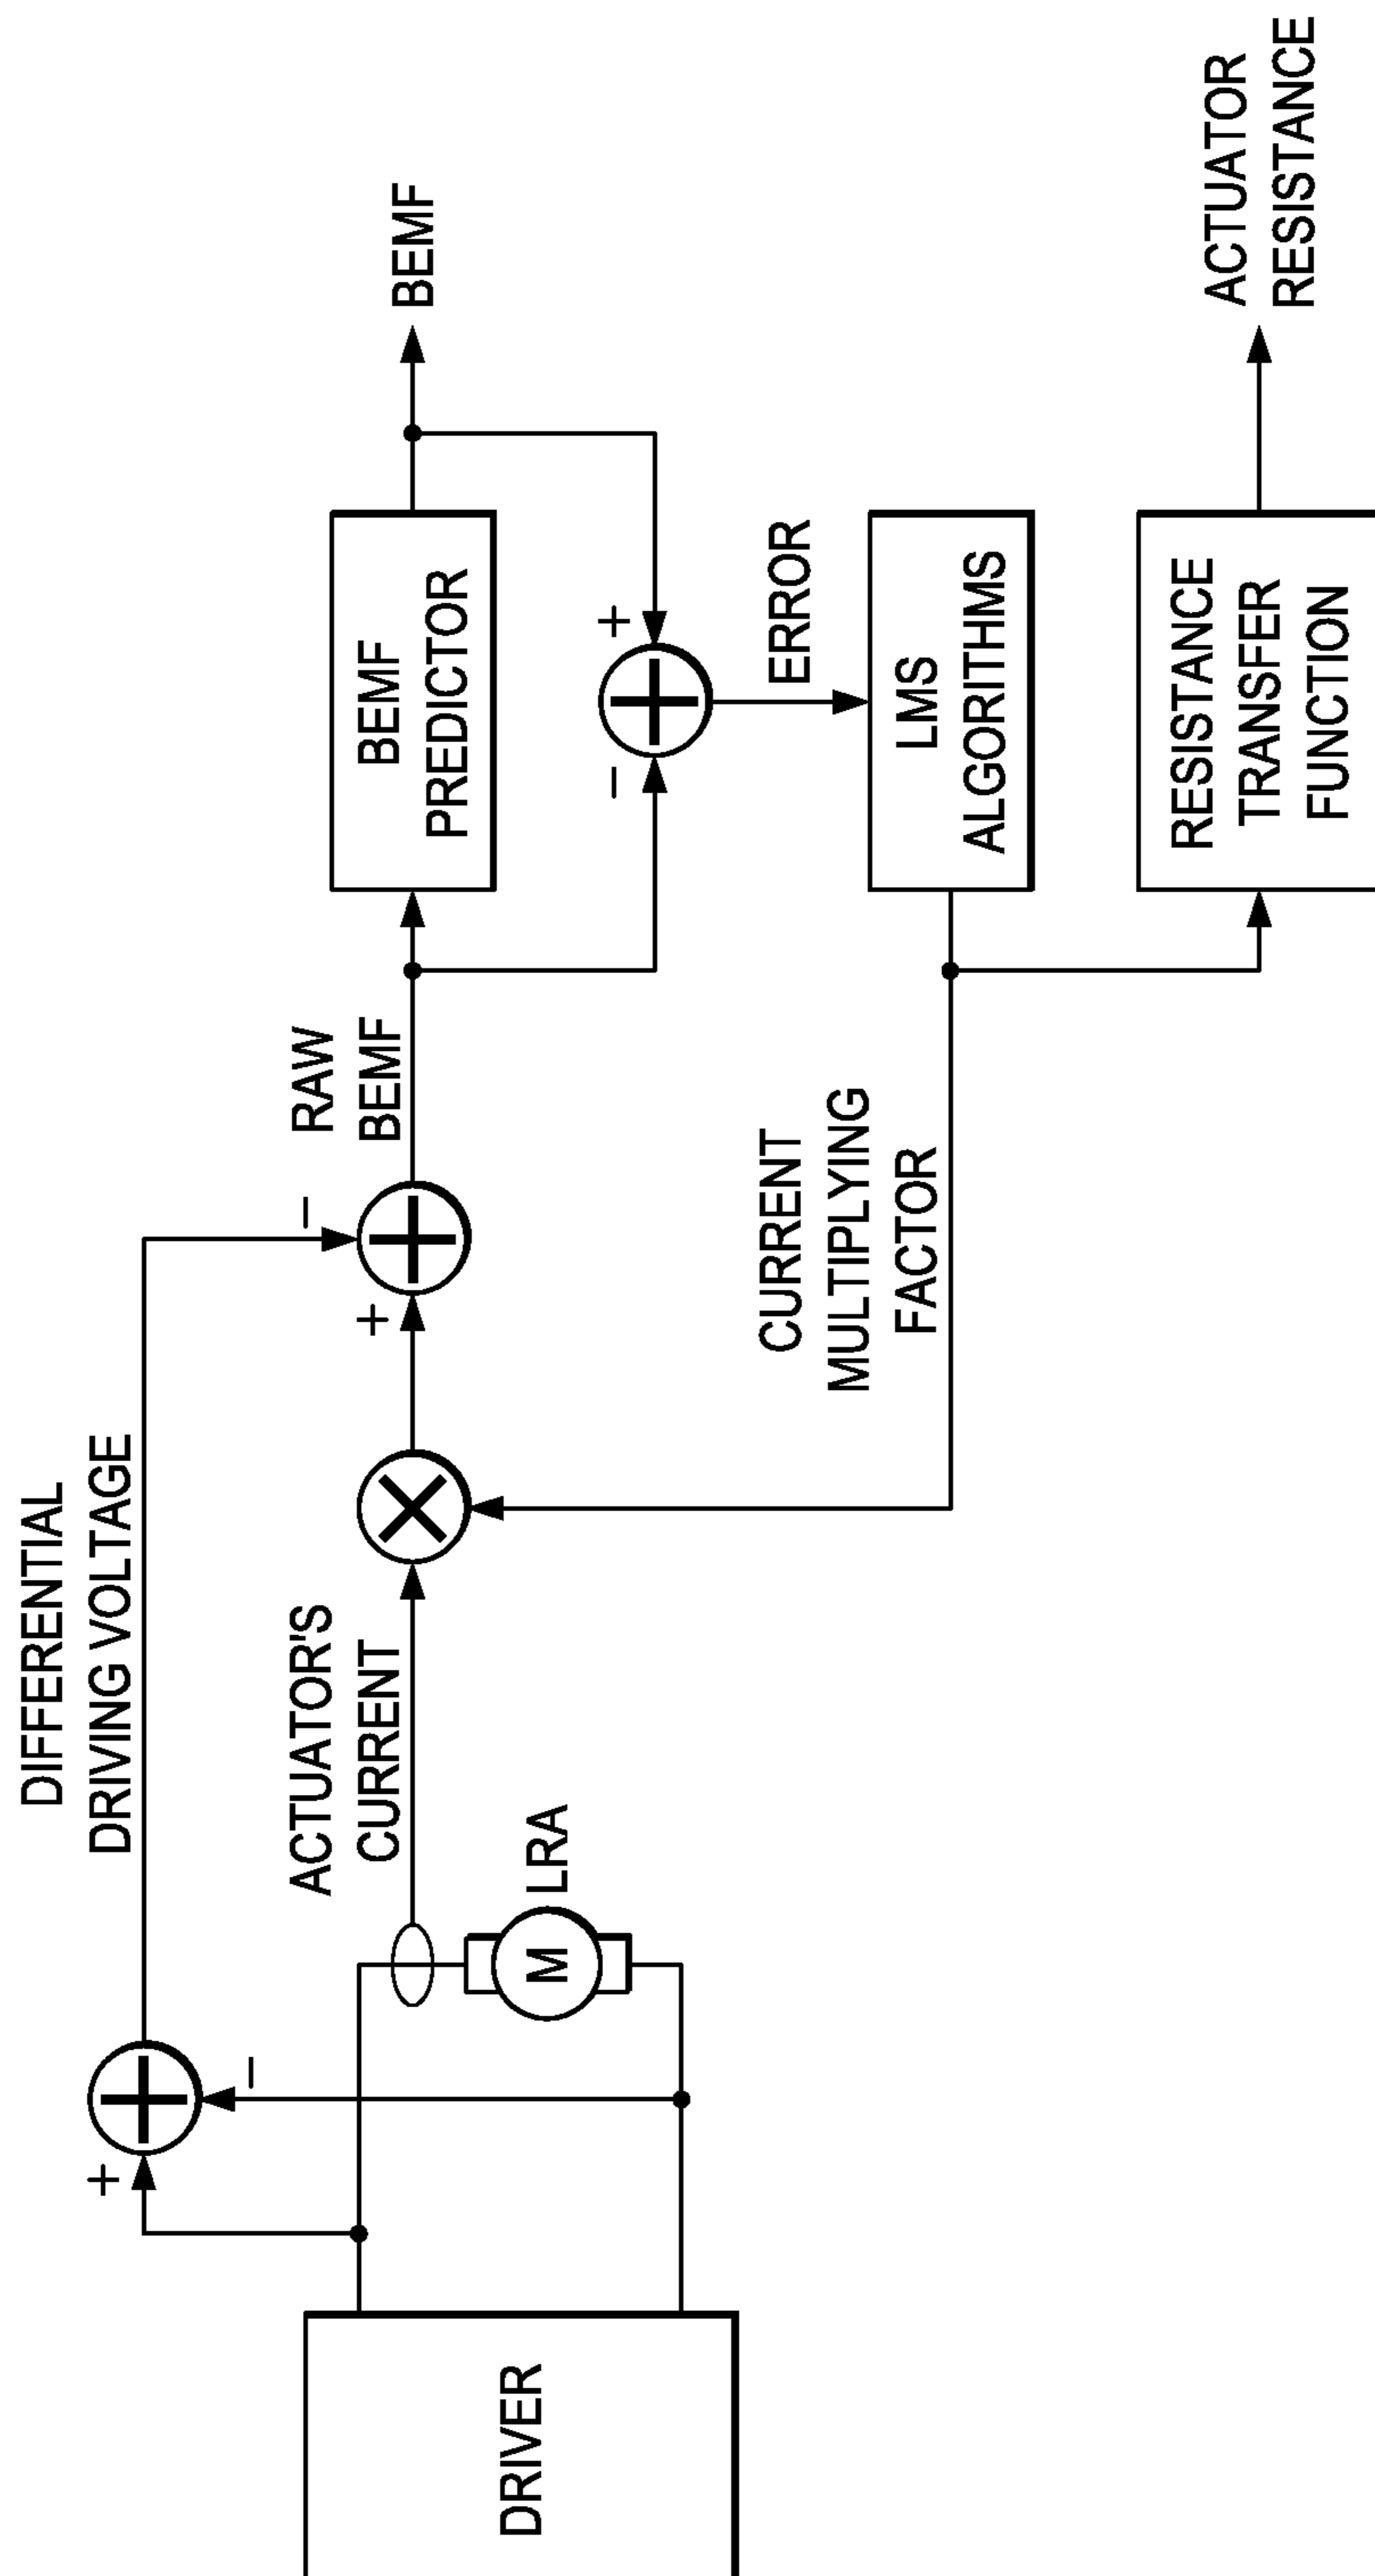 DIFFERENTIAL
DRIVING VOLTAGE
+
−
−
ACTUATOR'S
CURRENT
+
RAW
BEMF
BEMF
PREDICTOR
BEMF
DRIVER
M
LRA
−
+
CURRENT
MULTIPLYING
FACTOR
ERROR
LMS
ALGORITHMS
RESISTANCE
TRANSFER
FUNCTION
ACTUATOR
RESISTANCE